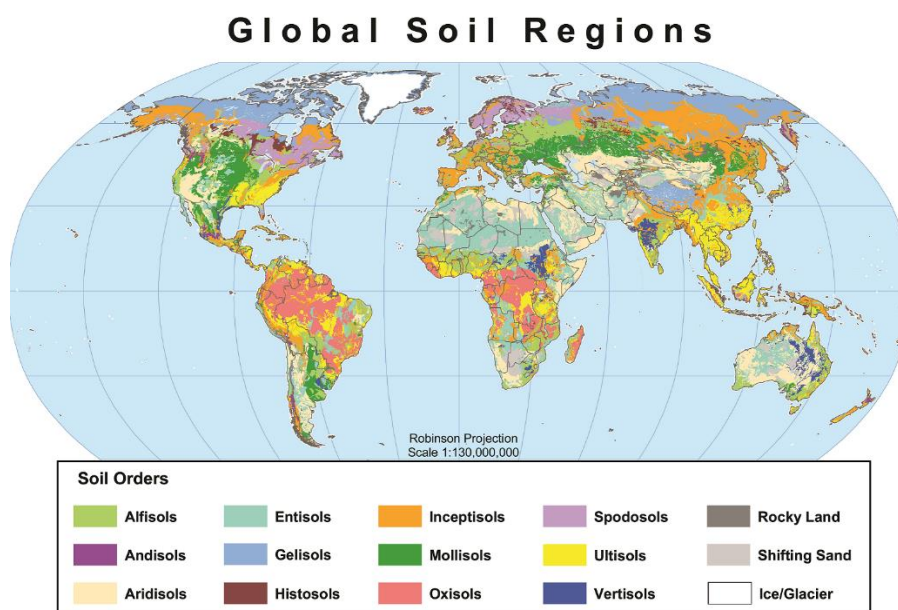 Global Soil Regions
Robinson Projection
Scale 1:130,000,000
Soil Orders
Alfisols Entisols Inceptisols Spodosols Rocky Land
Andisols Gelisols Mollisols Ultisols Shifting Sand
Aridisols Histosols Oxisols Vertisols Ice/Glacier